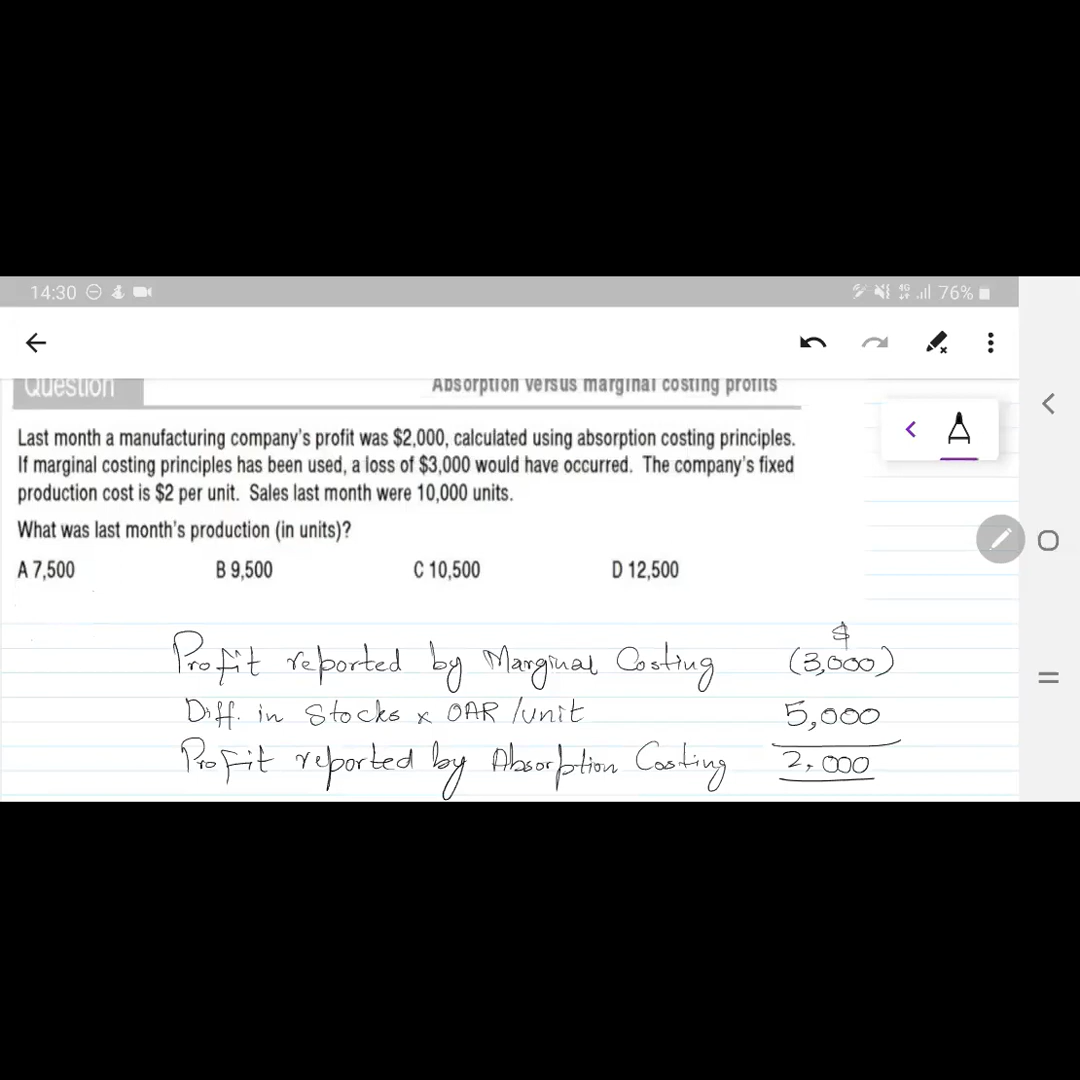 14:30 4G 76%
Question Absorption versus marginal costing profits
Last month a manufacturing company's profit was $2,000, calculated using absorption costing principles.
If marginal costing principles has been used, a loss of $3,000 would have occurred. The company's fixed
production cost is $2 per unit. Sales last month were 10,000 units.
What was last month's production (in units)?
A 7,500 B 9,500 C 10,500 D 12,500
$
Profit reported by Marginal Costing (3,000)
Diff. in Stocks x OAR /unit 5,000
Profit reported by Absorption Costing 2,000